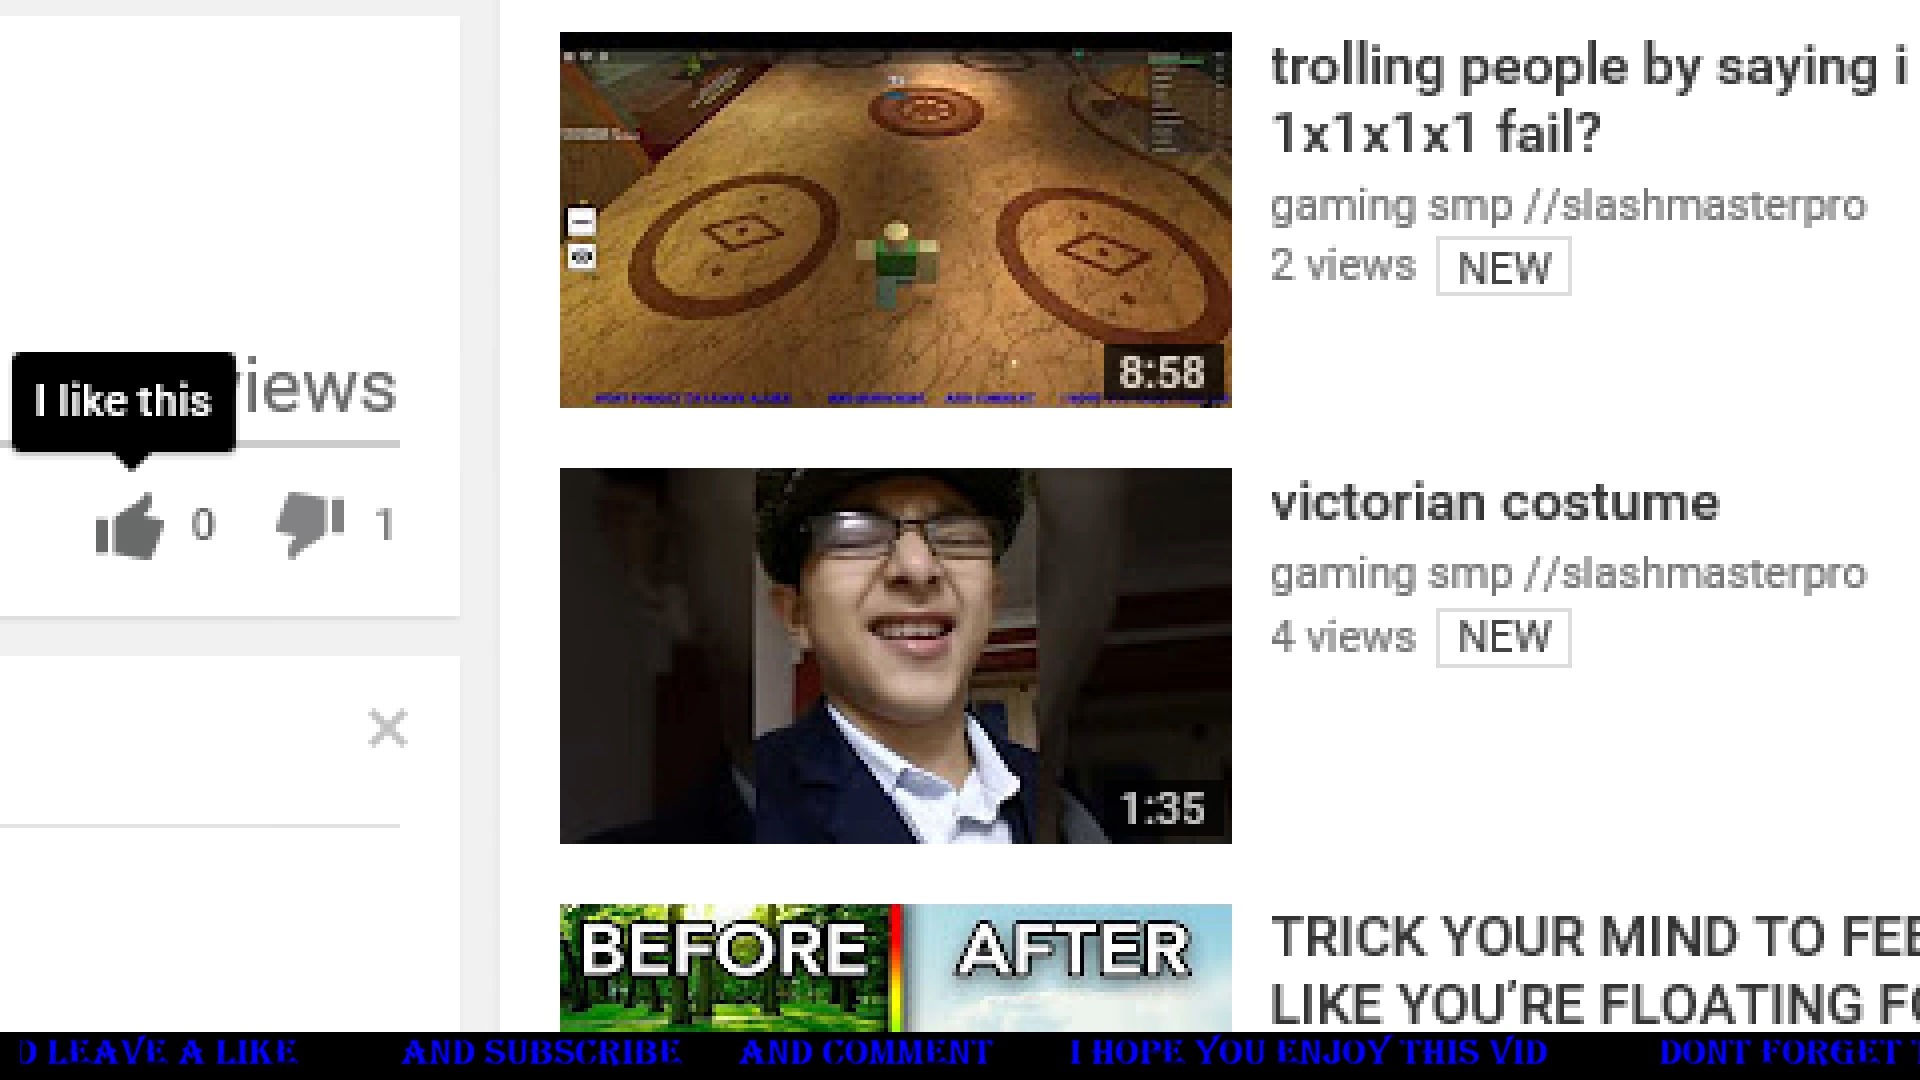 trolling people by saying i
1x1x1x1 fail?
gaming smp //slashmasterpro
2 views NEW
8:58
I like this
iews
0 1
victorian costume
gaming smp //slashmasterpro
4 views NEW
1:35
BEFORE AFTER
TRICK YOUR MIND TO FEE
LIKE YOU'RE FLOATING FO
D LEAVE A LIKE AND SUBSCRIBE AND COMMENT I HOPE YOU ENJOY THIS VID DONT FORGET T